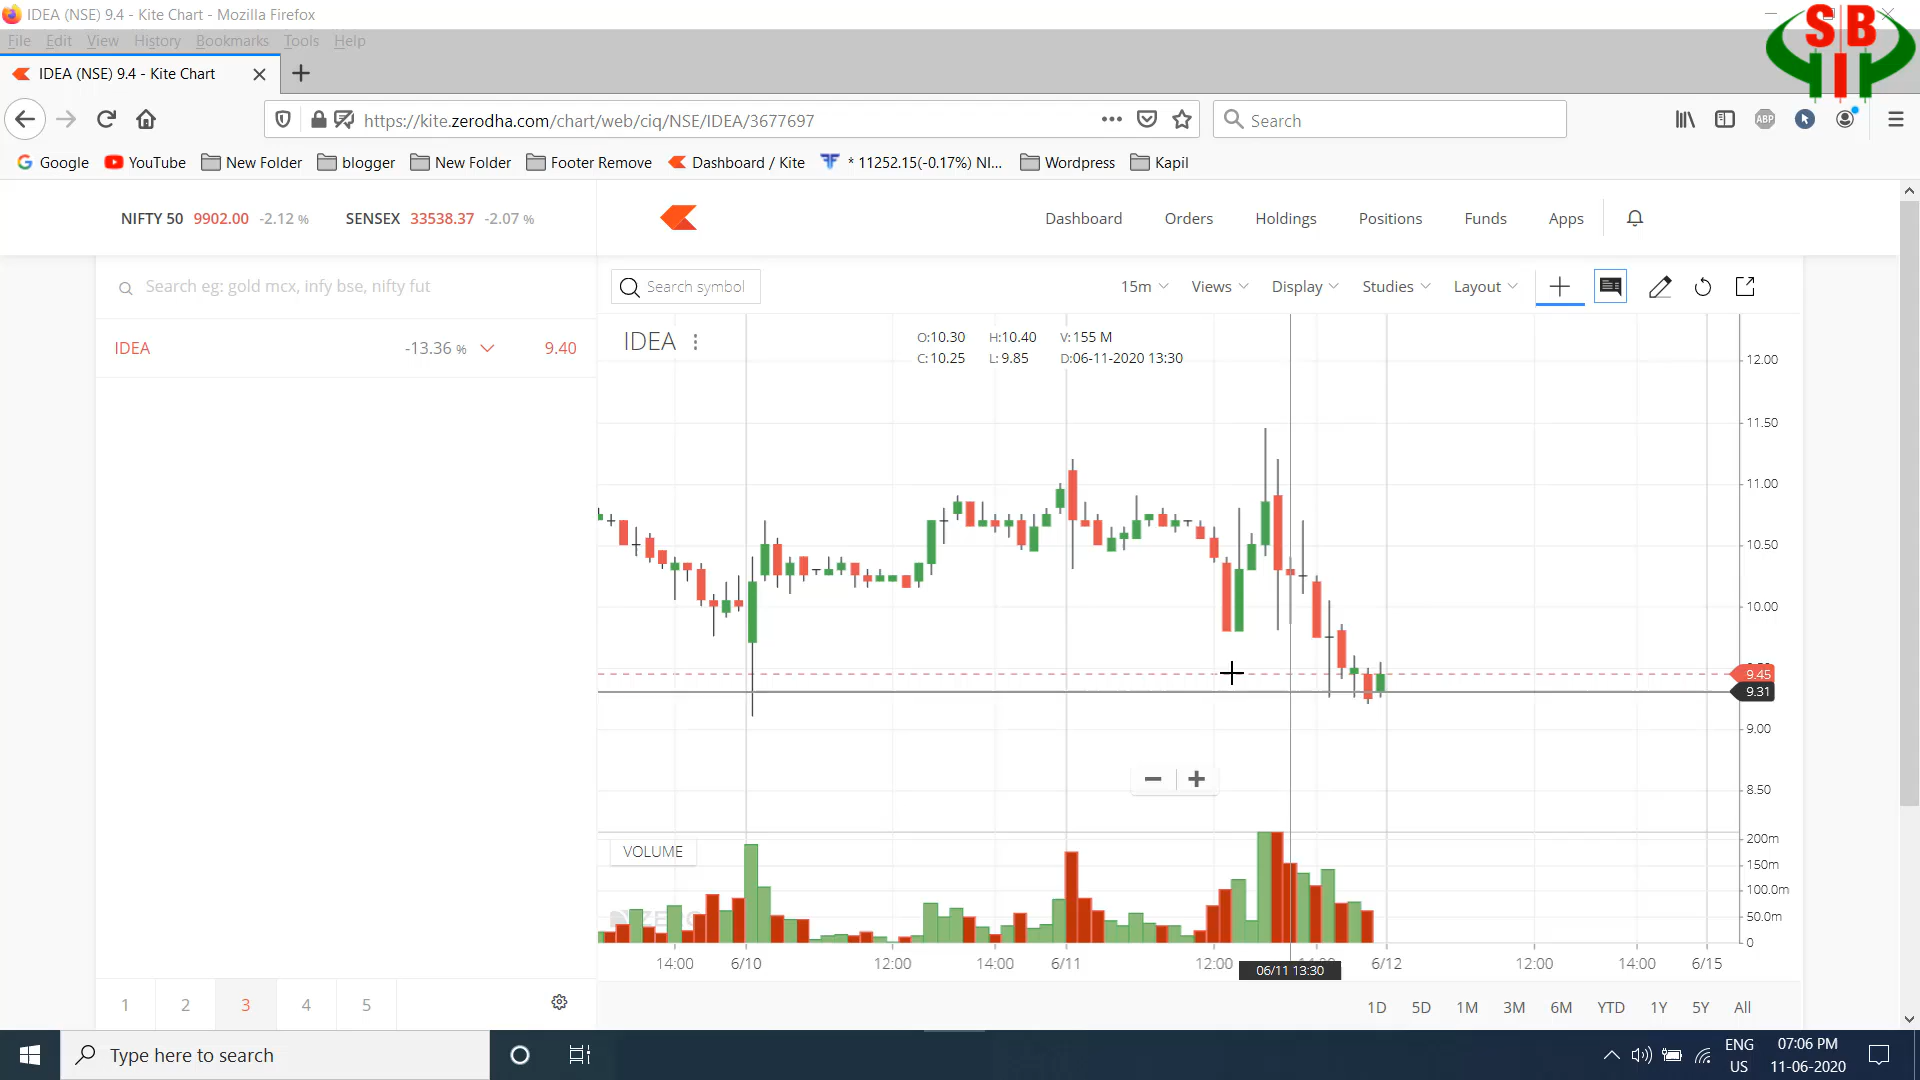 IDEA (NSE) 9.4 - Kite Chart - Mozilla Firefox
SBI
File Edit View History Bookmarks Tools Help
IDEA (NSE) 9.4 - Kite Chart
https://kite.zerodha.com/chart/web/ciq/NSE/IDEA/3677697
Search
ABP
Google YouTube New Folder blogger New Folder Footer Remove Dashboard / Kite * 11252.15(-0.17%) NI... Wordpress Kapil
NIFTY 50 9902.00 -2.12 % SENSEX 33538.37 -2.07 %
Dashboard Orders Holdings Positions Funds Apps
Search eg: gold mcx, infy bse, nifty fut
Search symbol
15m Views Display Studies Layout
IDEA -13.36 % 9.40
IDEA
O:10.30 H:10.40 V:155 M
C:10.25 L: 9.85 D:06-11-2020 13:30
12.00
11.50
11.00
10.50
10.00
9.45
9.31
9.00
8.50
VOLUME
200m
150m
100.0m
50.0m
0
14:00 6/10 12:00 14:00 6/11 12:00 6/12 12:00 14:00 6/15
06/11 13:30
1 2 3 4 5
1D 5D 1M 3M 6M YTD 1Y 5Y All
Type here to search
ENG
US
07:06 PM
11-06-2020